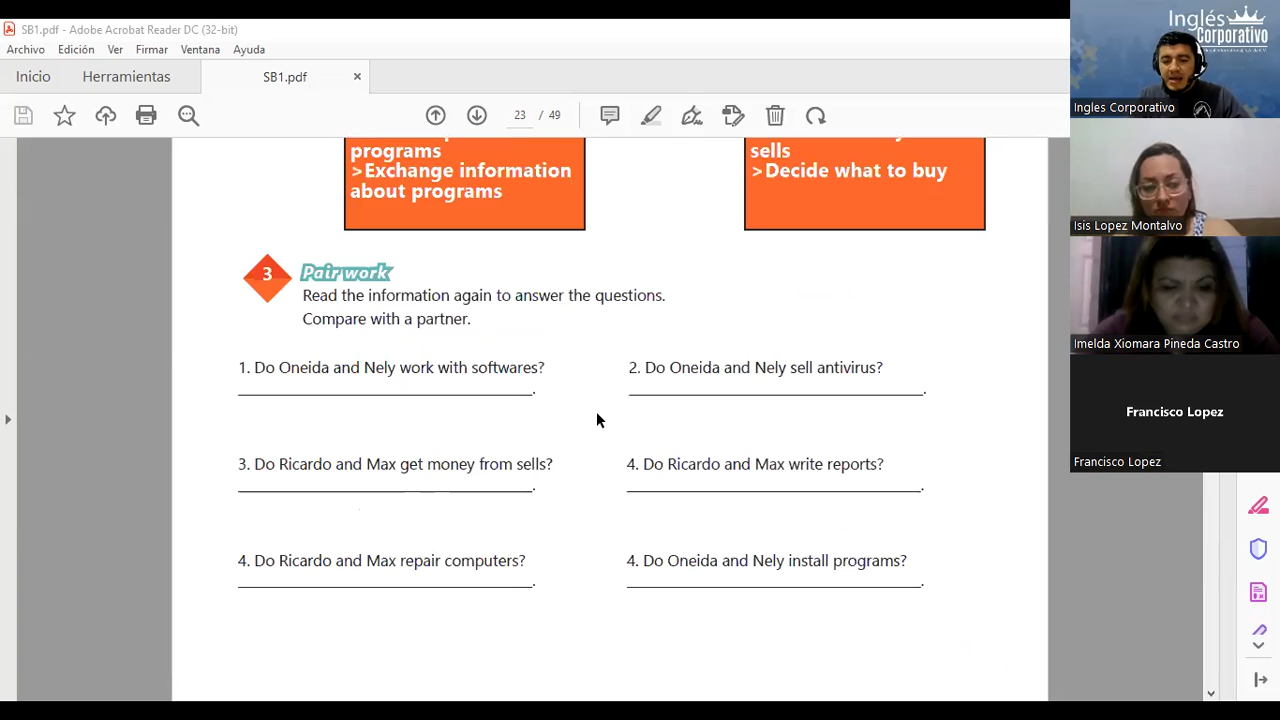 SB1.pdf - Adobe Acrobat Reader DC (32-bit)
Archivo Edición Ver Firmar Ventana Ayuda
Inicio Herramientas SB1.pdf ×
23 / 49
programs
>Exchange information
about programs
sells
>Decide what to buy
3 Pair work
Read the information again to answer the questions.
Compare with a partner.
1. Do Oneida and Nely work with softwares?
2. Do Oneida and Nely sell antivirus?
3. Do Ricardo and Max get money from sells?
4. Do Ricardo and Max write reports?
4. Do Ricardo and Max repair computers?
4. Do Oneida and Nely install programs?
Inglés
Corporativo
Ingles Corporativo
Isis Lopez Montalvo
Imelda Xiomara Pineda Castro
Francisco Lopez
Francisco Lopez